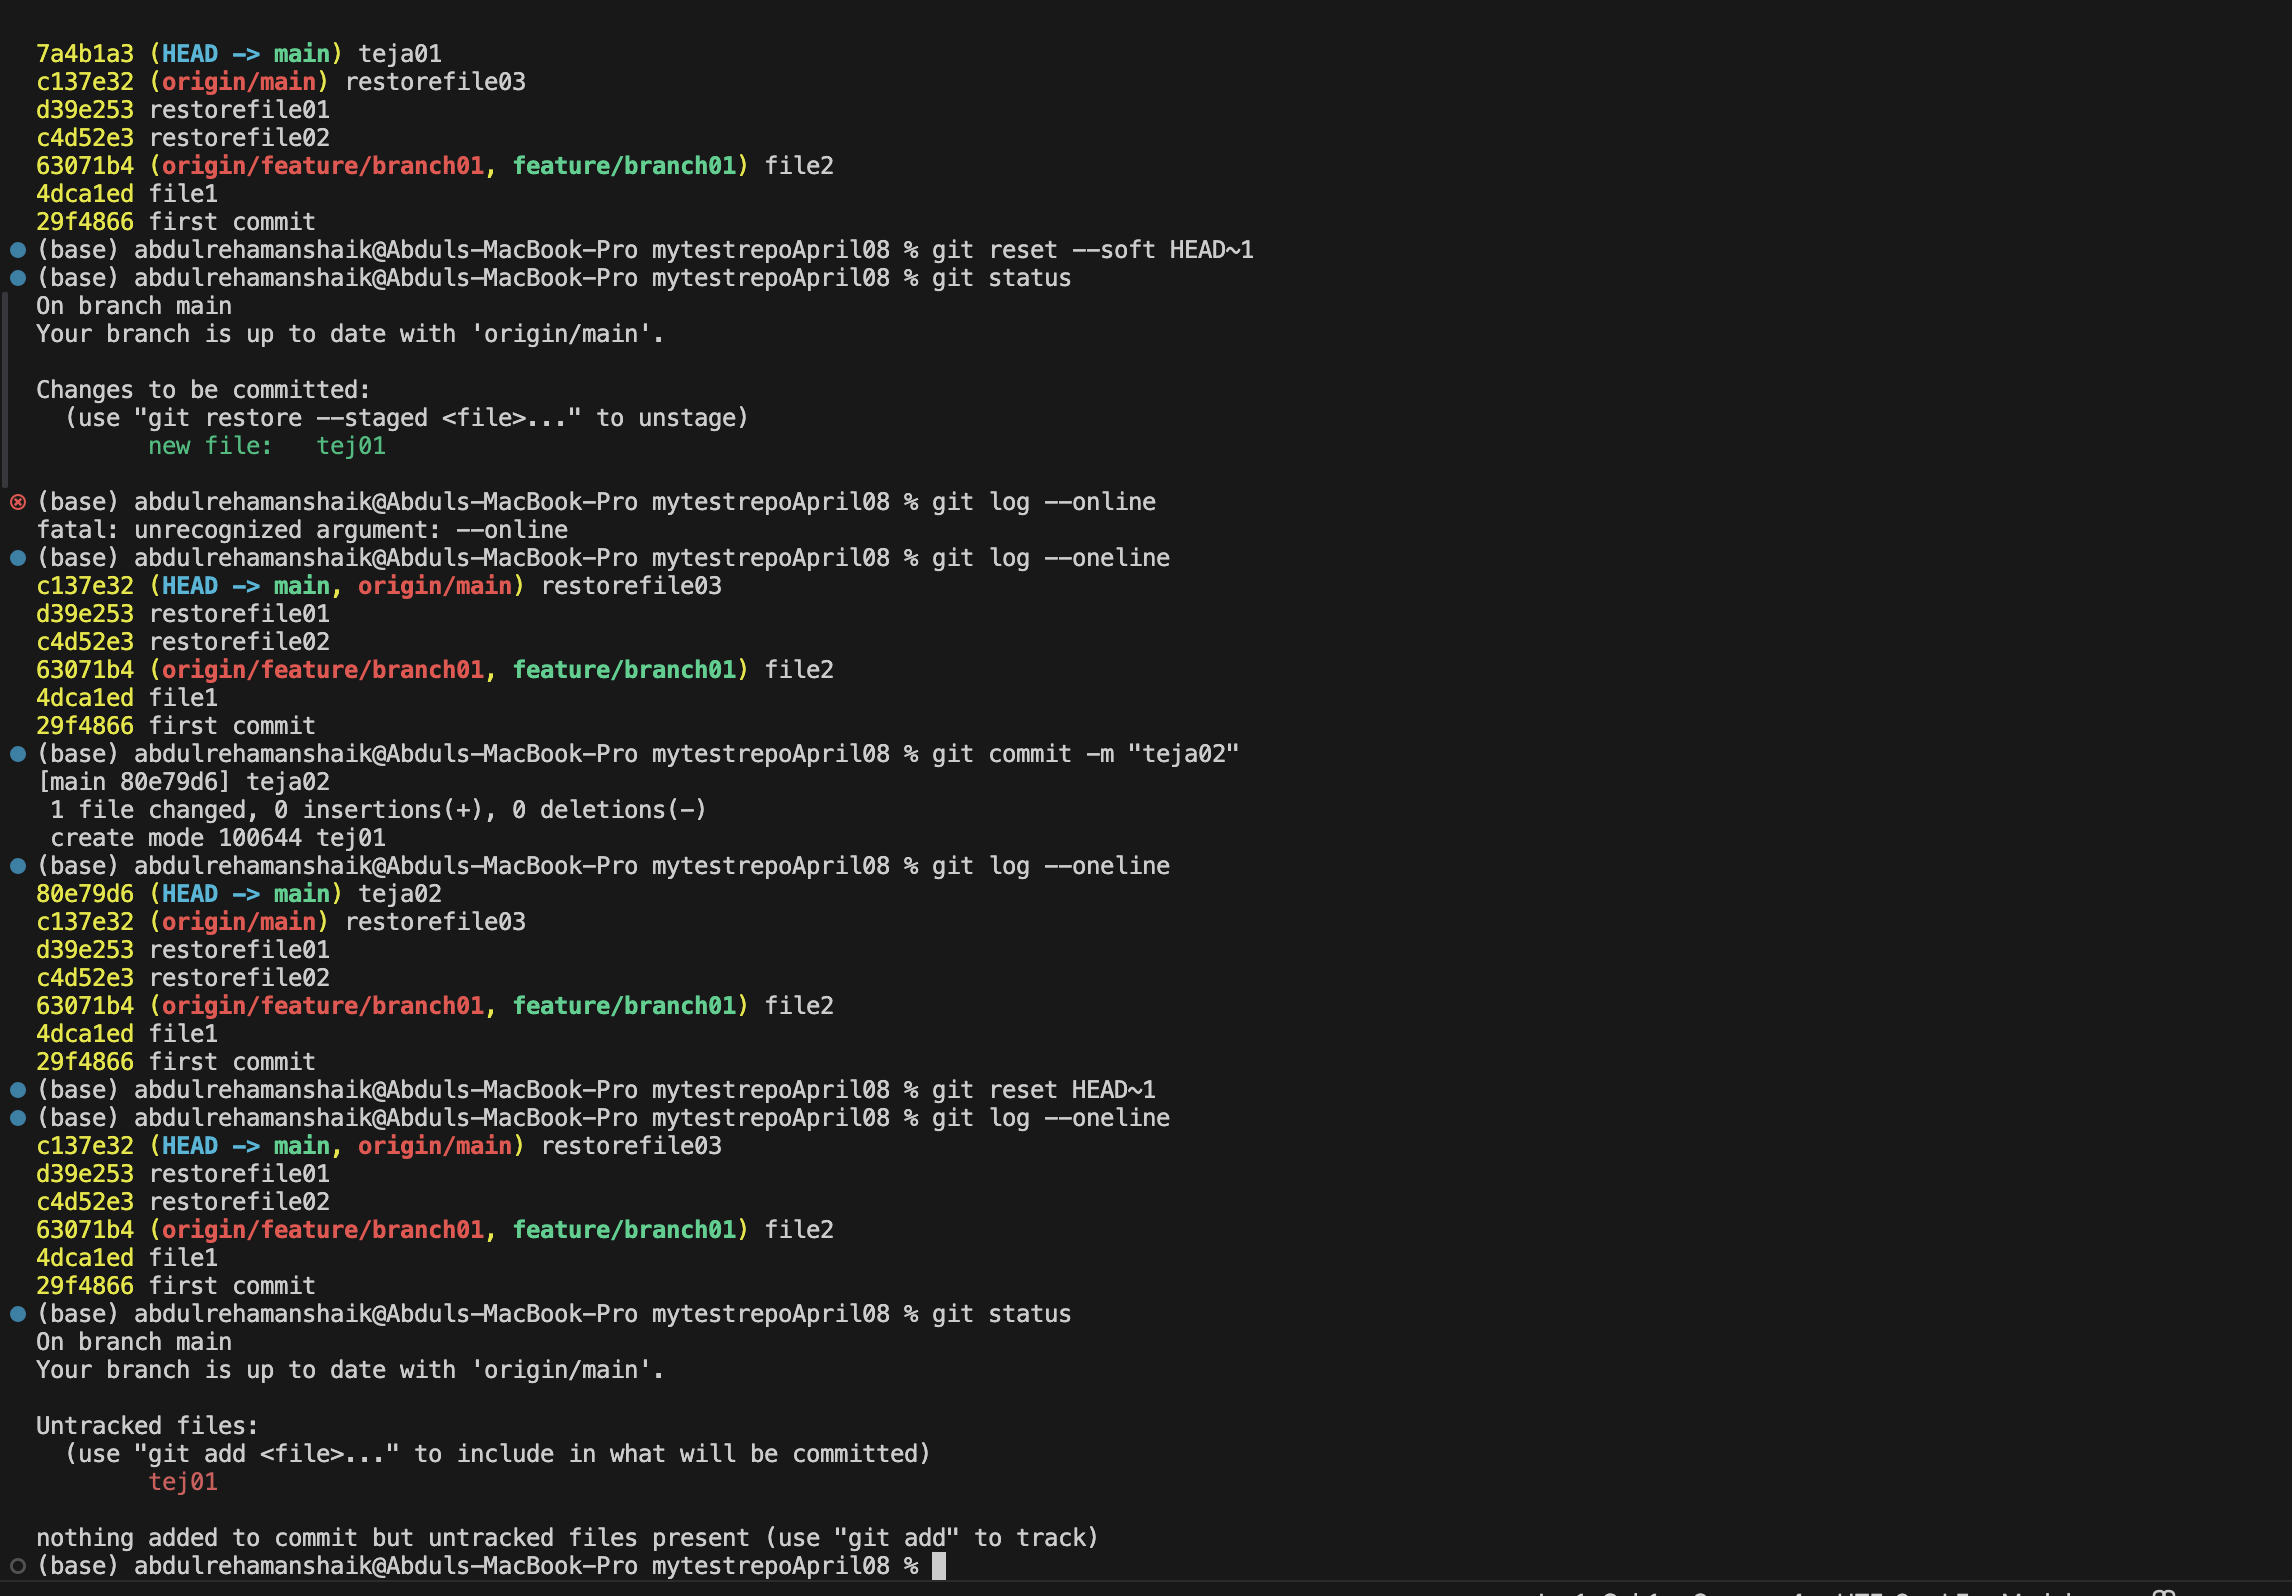 7a4b1a3 (HEAD -> main) teja01
c137e32 (origin/main) restorefile03
d39e253 restorefile01
c4d52e3 restorefile02
63071b4 (origin/feature/branch01, feature/branch01) file2
4dca1ed file1
29f4866 first commit
(base) abdulrehamanshaik@Abduls-MacBook-Pro mytestrepoApril08 % git reset --soft HEAD~1
(base) abdulrehamanshaik@Abduls-MacBook-Pro mytestrepoApril08 % git status
On branch main
Your branch is up to date with 'origin/main'.

Changes to be committed:
  (use "git restore --staged <file>..." to unstage)
        new file:   tej01

(base) abdulrehamanshaik@Abduls-MacBook-Pro mytestrepoApril08 % git log --online
fatal: unrecognized argument: --online
(base) abdulrehamanshaik@Abduls-MacBook-Pro mytestrepoApril08 % git log --oneline
c137e32 (HEAD -> main, origin/main) restorefile03
d39e253 restorefile01
c4d52e3 restorefile02
63071b4 (origin/feature/branch01, feature/branch01) file2
4dca1ed file1
29f4866 first commit
(base) abdulrehamanshaik@Abduls-MacBook-Pro mytestrepoApril08 % git commit -m "teja02"
[main 80e79d6] teja02
 1 file changed, 0 insertions(+), 0 deletions(-)
 create mode 100644 tej01
(base) abdulrehamanshaik@Abduls-MacBook-Pro mytestrepoApril08 % git log --oneline
80e79d6 (HEAD -> main) teja02
c137e32 (origin/main) restorefile03
d39e253 restorefile01
c4d52e3 restorefile02
63071b4 (origin/feature/branch01, feature/branch01) file2
4dca1ed file1
29f4866 first commit
(base) abdulrehamanshaik@Abduls-MacBook-Pro mytestrepoApril08 % git reset HEAD~1
(base) abdulrehamanshaik@Abduls-MacBook-Pro mytestrepoApril08 % git log --oneline
c137e32 (HEAD -> main, origin/main) restorefile03
d39e253 restorefile01
c4d52e3 restorefile02
63071b4 (origin/feature/branch01, feature/branch01) file2
4dca1ed file1
29f4866 first commit
(base) abdulrehamanshaik@Abduls-MacBook-Pro mytestrepoApril08 % git status
On branch main
Your branch is up to date with 'origin/main'.

Untracked files:
  (use "git add <file>..." to include in what will be committed)
        tej01

nothing added to commit but untracked files present (use "git add" to track)
(base) abdulrehamanshaik@Abduls-MacBook-Pro mytestrepoApril08 %